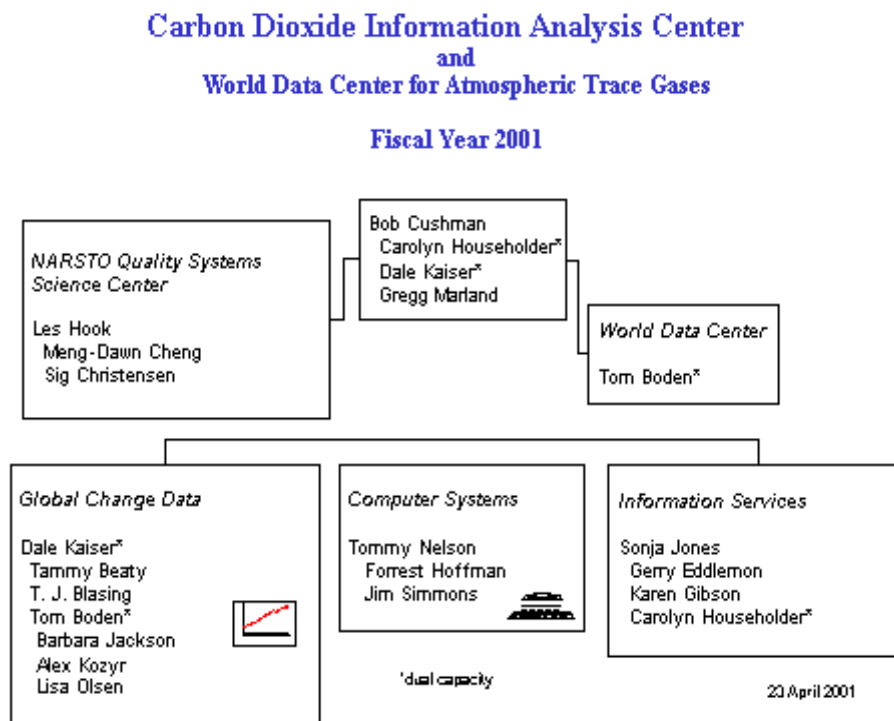 Carbon Dioxide Information Analysis Center
and
World Data Center for Atmospheric Trace Gases
Fiscal Year 2001
Bob Cushman
Carolyn Householder*
Dale Kaiser*
Gregg Marland
NARSTO Quality Systems
Science Center
Les Hook
Meng-Dawn Cheng
Sig Christensen
World Data Center
Tom Boden*
Global Change Data
Dale Kaiser*
Tammy Beaty
T. J. Blasing
Tom Boden*
Barbara Jackson
Alex Kozyr
Lisa Olsen
Computer Systems
Tommy Nelson
Forrest Hoffman
Jim Simmons
Information Services
Sonja Jones
Gerry Eddlemon
Karen Gibson
Carolyn Householder*
*dual capacity
23 April 2001